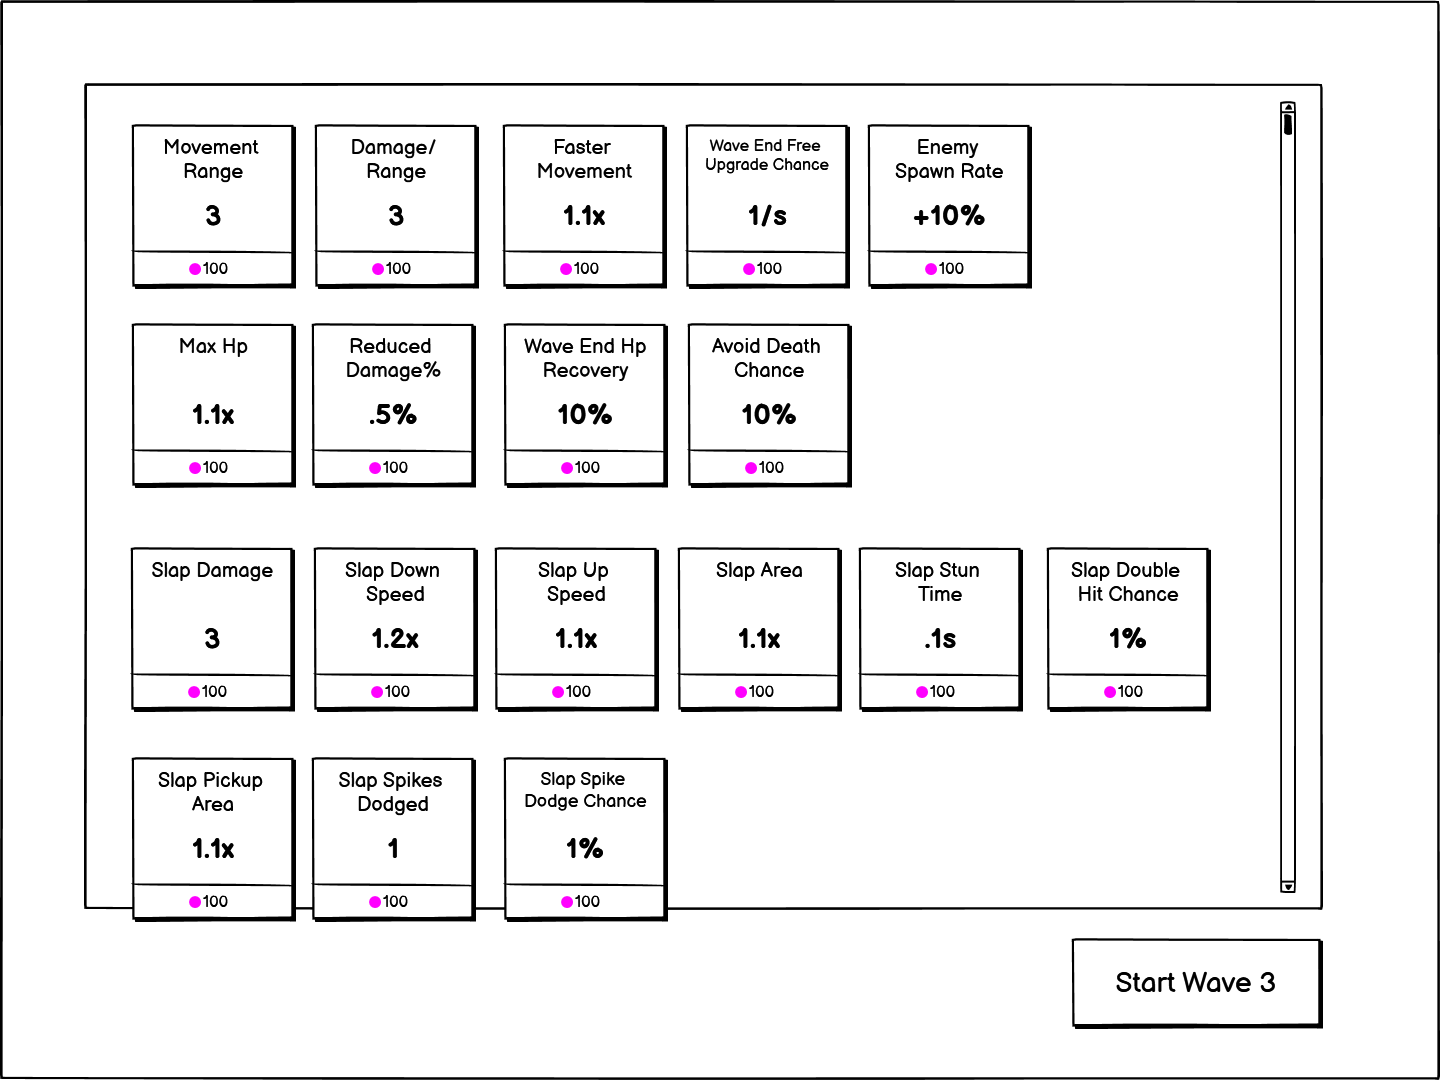 Movement
Range
3
100
Damage/
Range
3
100
Faster
Movement
1.1x
100
Wave End Free
Upgrade Chance
1/s
100
Enemy
Spawn Rate
+10%
100
Max Hp
1.1x
100
Reduced
Damage%
.5%
100
Wave End Hp
Recovery
10%
100
Avoid Death
Chance
10%
100
Slap Damage
3
100
Slap Down
Speed
1.2x
100
Slap Up
Speed
1.1x
100
Slap Area
1.1x
100
Slap Stun
Time
.1s
100
Slap Double
Hit Chance
1%
100
Slap Pickup
Area
1.1x
100
Slap Spikes
Dodged
1
100
Slap Spike
Dodge Chance
1%
100
Start Wave 3